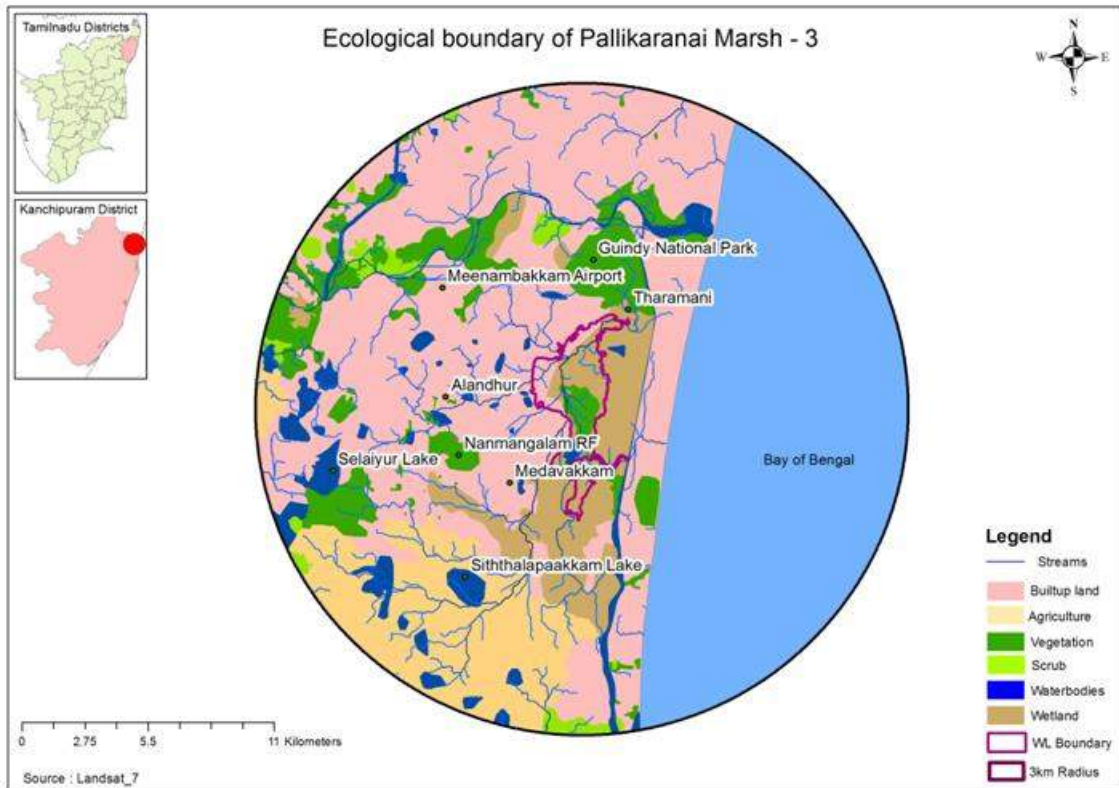 Tamilnadu Districts
Ecological boundary of Pallikaranai Marsh - 3
N
W E
S
Kanchipuram District
Guindy National Park
Meenambakkam Airport
Tharamani
Alandhur
Nanmangalam RF
Selaiyur Lake
Medavakkam
Bay of Bengal
Siththalapaakkam Lake
Legend
Streams
Builtup land
Agriculture
Vegetation
Scrub
Waterbodies
Wetland
WL Boundary
3km Radius
0 2.75 5.5 11 Kilometers
Source : Landsat_7